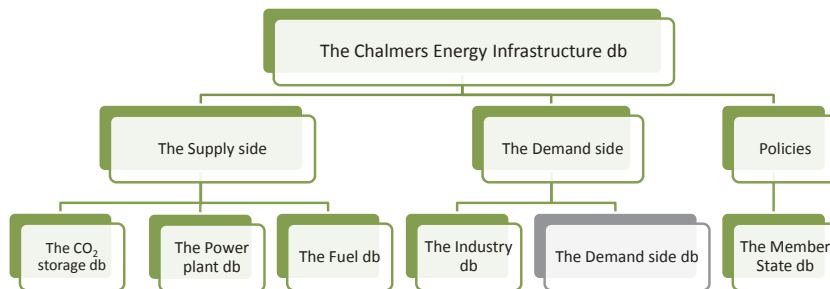 The Chalmers Energy Infrastructure db
The Supply side
The Demand side
Policies
The CO₂
storage db
The Power
plant db
The Fuel db
The Industry
db
The Demand side db
The Member
State db